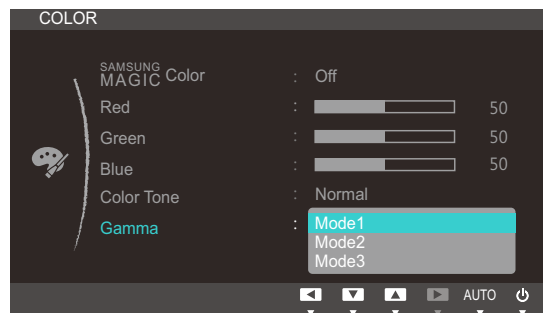 COLOR
SAMSUNG MAGIC Color : Off
Red : 50
Green : 50
Blue : 50
Color Tone : Normal
Gamma : Mode1
Mode2
Mode3
AUTO